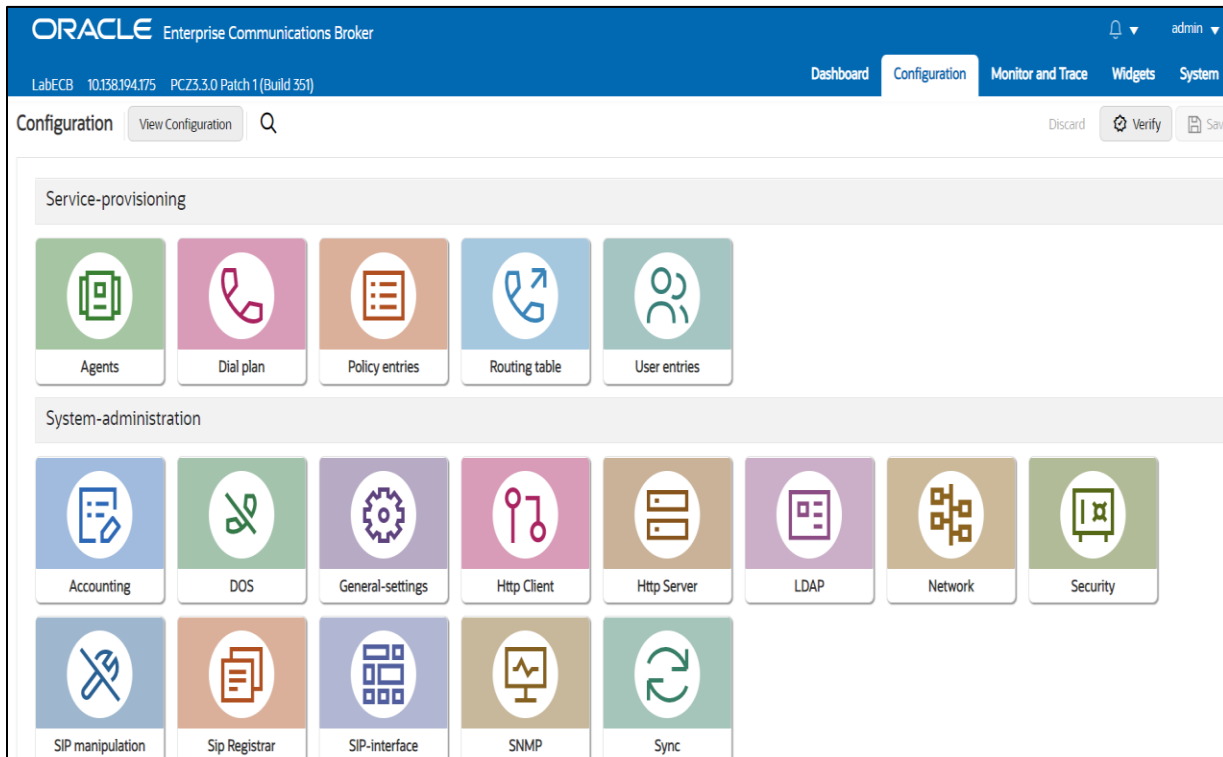 ORACLE Enterprise Communications Broker
admin
LabECB 10.138.194.175 PCZ3.3.0 Patch 1 (Build 351)
Dashboard Configuration Monitor and Trace Widgets System
Configuration View Configuration Discard Verify Sav
Service-provisioning
Agents Dial plan Policy entries Routing table User entries
System-administration
Accounting DOS General-settings Http Client Http Server LDAP Network Security
SIP manipulation Sip Registrar SIP-interface SNMP Sync